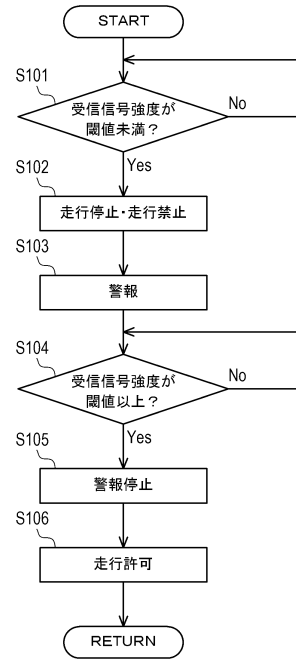 START
S101
受信信号強度が
閾値未満？
No
Yes
S102
走行停止・走行禁止
S103
警報
S104
受信信号強度が
閾値以上？
No
Yes
S105
警報停止
S106
走行許可
RETURN